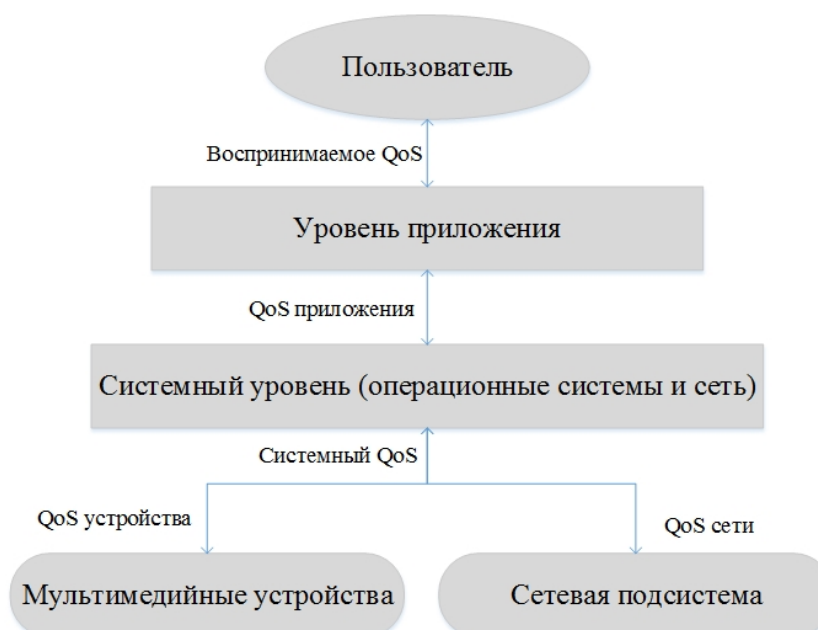 Пользователь
Воспринимаемое QoS
Уровень приложения
QoS приложения
Системный уровень (операционные системы и сеть)
Системный QoS
QoS устройства
QoS сети
Мультимедийные устройства
Сетевая подсистема